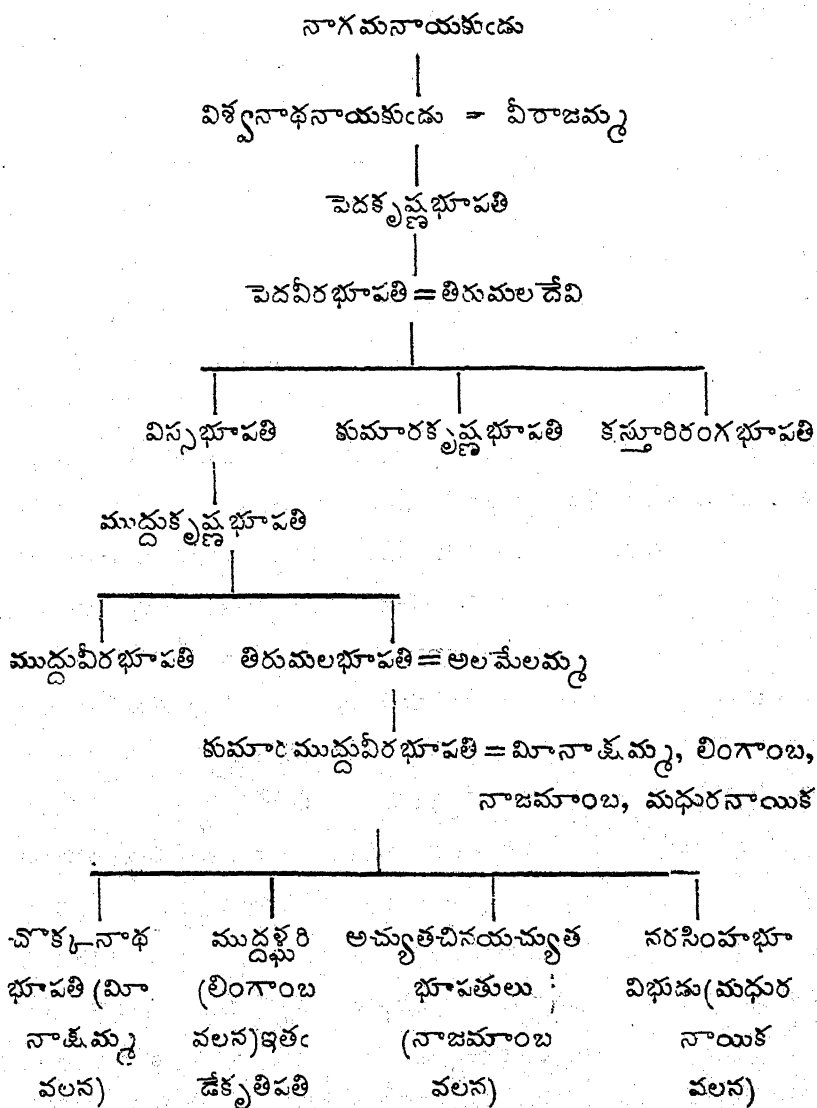 నాగమనాయకుఁడు
విశ్వనాథనాయకుఁడు = వీరాజమ్మ
పెదకృష్ణభూపతి
పెదవీరభూపతి = తిరుమలదేవి
విస్సభూపతి కుమారకృష్ణభూపతి కస్తూరిరంగభూపతి
ముద్దుకృష్ణభూపతి
ముద్దువీరభూపతి తిరుమలభూపతి = అలమేలమ్మ
కుమార ముద్దువీరభూపతి = మీనాక్షమ్మ, లింగాంబ,
నాజమాంబ, మధురనాయిక
చొక్కనాథ ముద్దళ్ఘరి అచ్యుతచినయచ్యుత నరసింహభూ
భూపతి (మీ (లింగాంబ భూపతులు విభుడు(మధుర
నాక్షమ్మ వలన)ఇతఁ (నాజమాంబ నాయిక
వలన) డేకృతిపతి వలన) వలన)